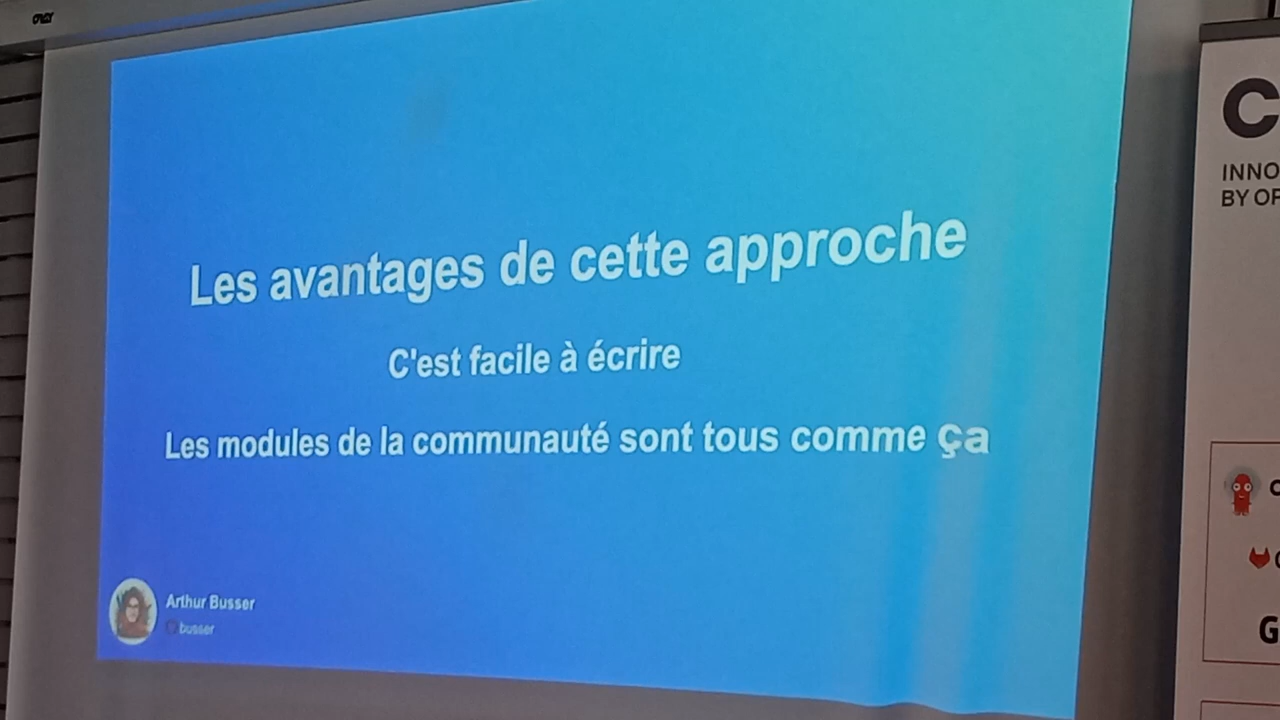 Les avantages de cette approche
C'est facile à écrire
Les modules de la communauté sont tous comme ça
Arthur Busser
busser
INNO
BY OF
G